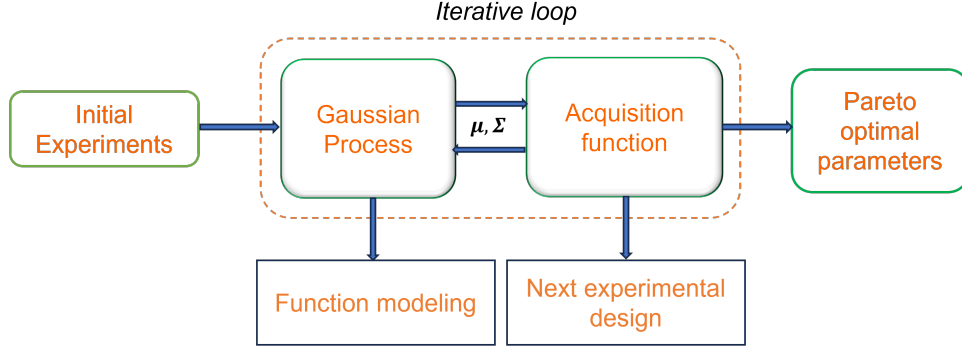 Iterative loop
Initial
Experiments
Gaussian
Process
μ, Σ
Acquisition
function
Pareto
optimal
parameters
Function modeling
Next experimental
design